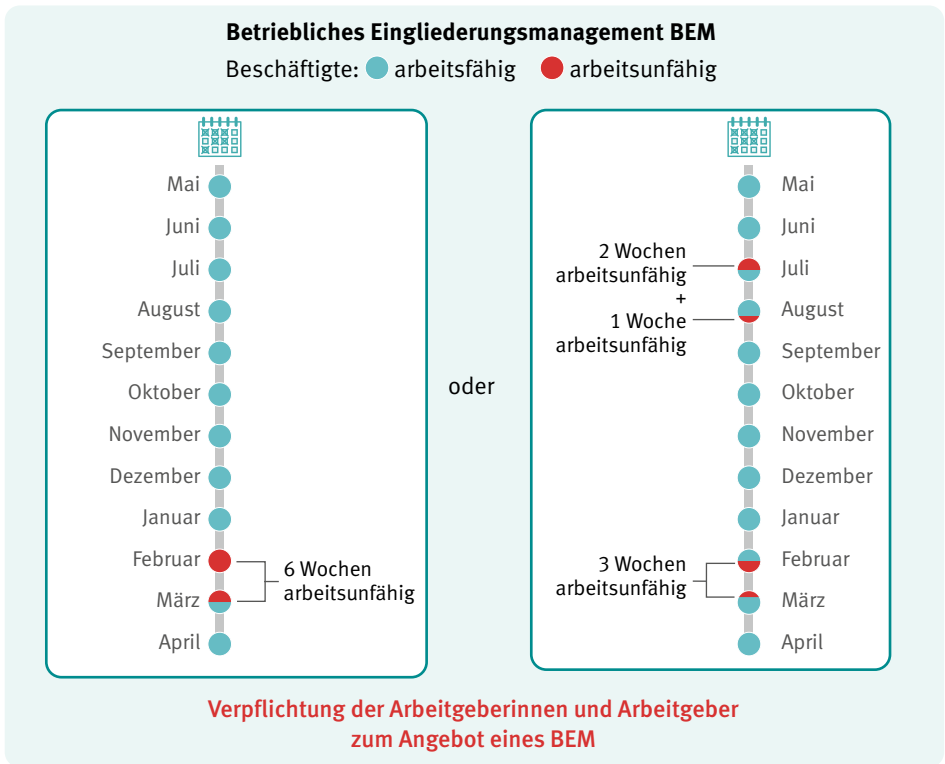 Betriebliches Eingliederungsmanagement BEM
Beschäftigte: arbeitsfähig arbeitsunfähig
Mai
Juni
Juli
August
September
Oktober
November
Dezember
Januar
Februar
März
April
6 Wochen
arbeitsunfähig
oder
2 Wochen
arbeitsunfähig
+
1 Woche
arbeitsunfähig
3 Wochen
arbeitsunfähig
Mai
Juni
Juli
August
September
Oktober
November
Dezember
Januar
Februar
März
April
Verpflichtung der Arbeitgeberinnen und Arbeitgeber
zum Angebot eines BEM